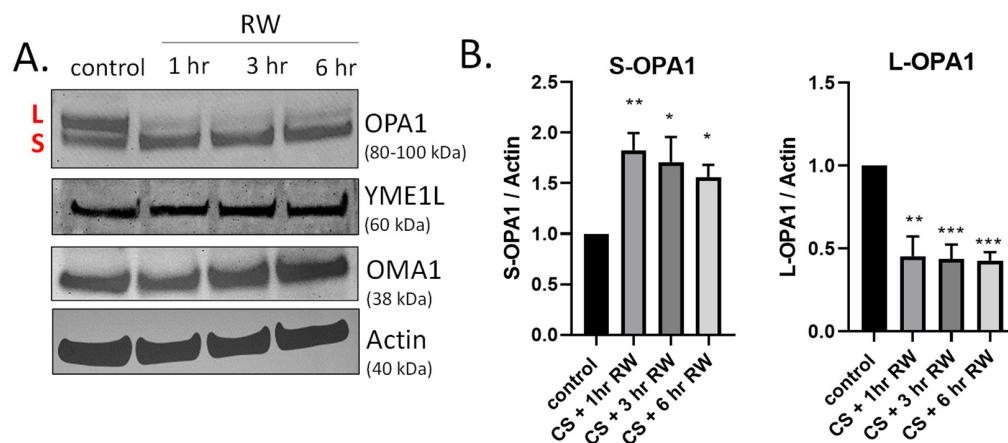 A.
RW
control 1 hr 3 hr 6 hr
L
S
OPA1
(80-100 kDa)
YME1L
(60 kDa)
OMA1
(38 kDa)
Actin
(40 kDa)
B.
S-OPA1
S-OPA1 / Actin
2.5
2.0
1.5
1.0
0.5
0.0
** * *
control
CS + 1hr RW
CS + 3 hr RW
CS + 6 hr RW
L-OPA1
L-OPA1 / Actin
1.5
1.0
0.5
0.0
** *** ***
control
CS + 1hr RW
CS + 3 hr RW
CS + 6 hr RW